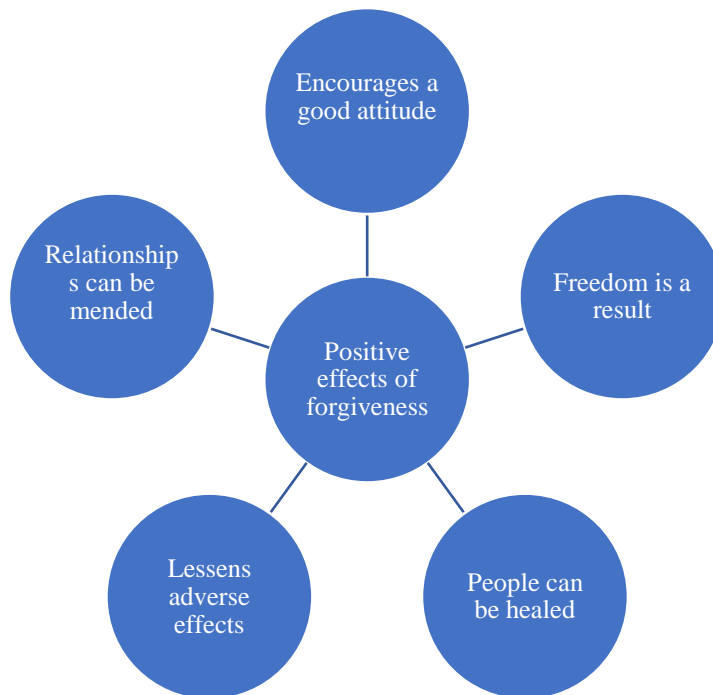 Encourages a
good attitude
Relationship
s can be
mended
Freedom is a
result
Positive
effects of
forgiveness
Lessens
adverse
effects
People can
be healed